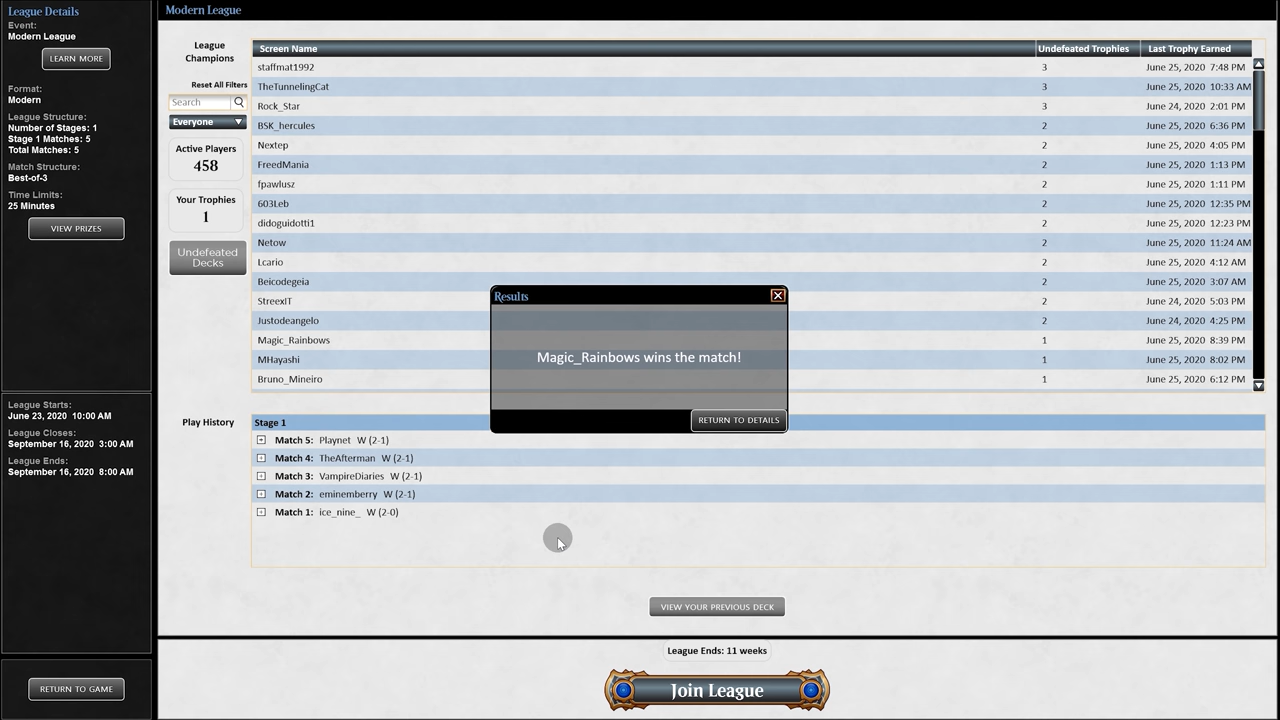 League Details
Event:
Modern League
LEARN MORE
Format:
Modern
League Structure:
Number of Stages: 1
Stage 1 Matches: 5
Total Matches: 5
Match Structure:
Best-of-3
Time Limits:
25 Minutes
VIEW PRIZES
League Starts:
June 23, 2020 10:00 AM
League Closes:
September 16, 2020 3:00 AM
League Ends:
September 16, 2020 8:00 AM
RETURN TO GAME
Modern League
League
Champions
Reset All Filters
Search
Everyone
Active Players
458
Your Trophies
1
Undefeated
Decks
Screen Name Undefeated Trophies Last Trophy Earned
staffmat1992 3 June 25, 2020 7:48 PM
TheTunnelingCat 3 June 25, 2020 10:33 AM
Rock_Star 3 June 24, 2020 2:01 PM
BSK_hercules 2 June 25, 2020 6:36 PM
Nextep 2 June 25, 2020 4:05 PM
FreedMania 2 June 25, 2020 1:13 PM
fpawlusz 2 June 25, 2020 1:11 PM
603Leb 2 June 25, 2020 12:35 PM
didoguidotti1 2 June 25, 2020 12:23 PM
Netow 2 June 25, 2020 11:24 AM
Lcario 2 June 25, 2020 4:12 AM
Beicodegeia 2 June 25, 2020 3:07 AM
StreexIT 2 June 24, 2020 5:03 PM
Justodeangelo 2 June 24, 2020 4:25 PM
Magic_Rainbows 1 June 25, 2020 8:39 PM
MHayashi 1 June 25, 2020 8:02 PM
Bruno_Mineiro 1 June 25, 2020 6:12 PM
Results
Magic_Rainbows wins the match!
RETURN TO DETAILS
Play History
Stage 1
Match 5: Playnet W (2-1)
Match 4: TheAfterman W (2-1)
Match 3: VampireDiaries W (2-1)
Match 2: eminemberry W (2-1)
Match 1: ice_nine_ W (2-0)
VIEW YOUR PREVIOUS DECK
League Ends: 11 weeks
Join League